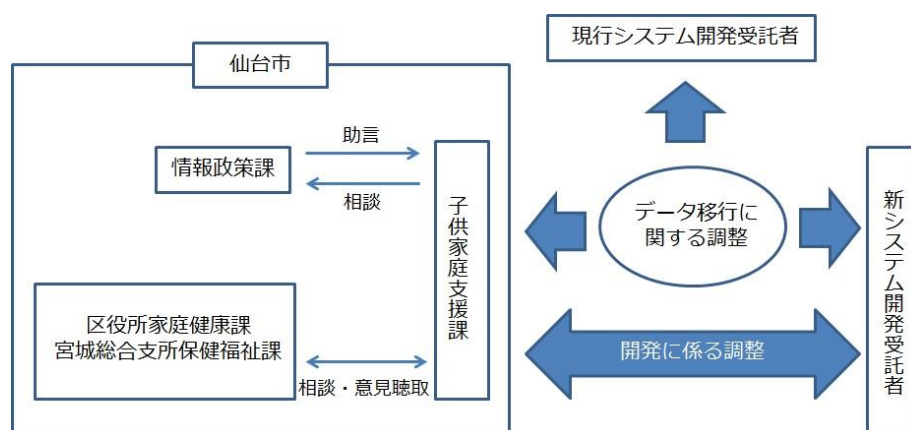 現行システム開発受託者
仙台市
助言
情報政策課
相談
子供家庭支援課
データ移行に
関する調整
新システム開発受託者
区役所家庭健康課
宮城総合支所保健福祉課
開発に係る調整
相談・意見聴取